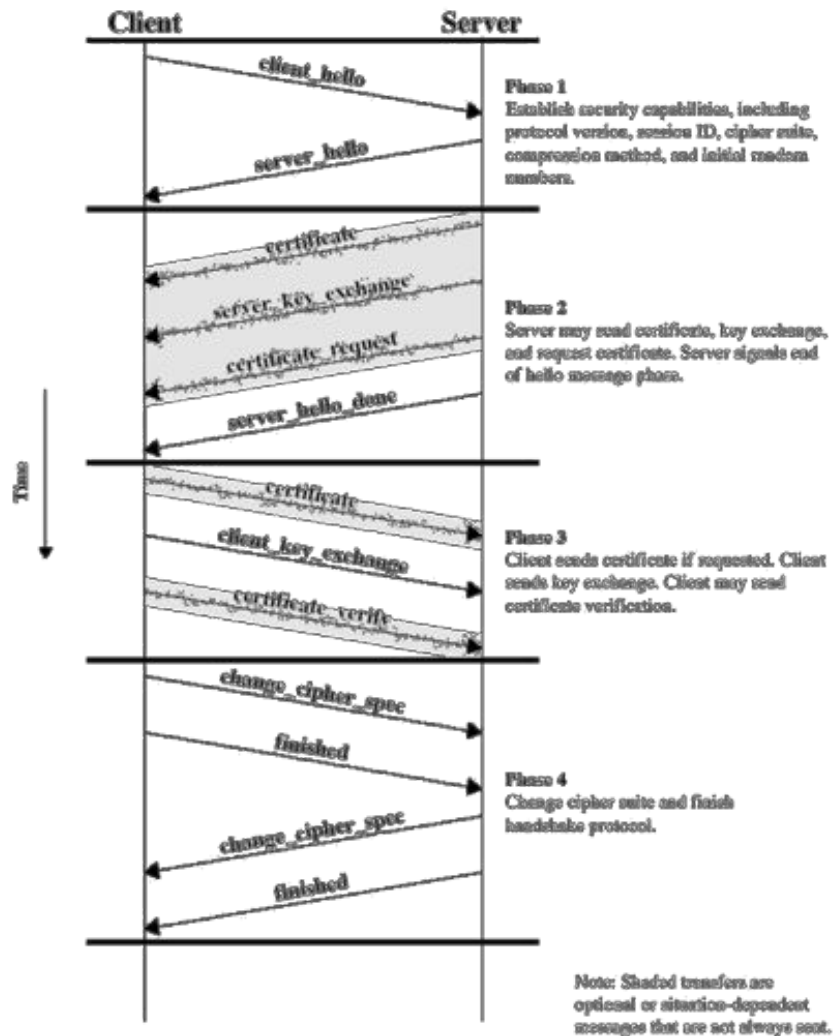 Client
Server
client_hello
server_hello
Phase 1
Establish security capabilities, including
protocol version, session ID, cipher suite,
compression method, and initial random
numbers.
certificate
server_key_exchange
certificate_request
server_hello_done
Phase 2
Server may send certificate, key exchange,
and request certificate. Server signals end
of hello message phase.
Time
certificate
client_key_exchange
certificate_verify
Phase 3
Client sends certificate if requested. Client
sends key exchange. Client may send
certificate verification.
change_cipher_spec
finished
change_cipher_spec
finished
Phase 4
Change cipher suite and finish
handshake protocol.
Note: Shaded transfers are
optional or situation-dependent
messages that are not always sent.